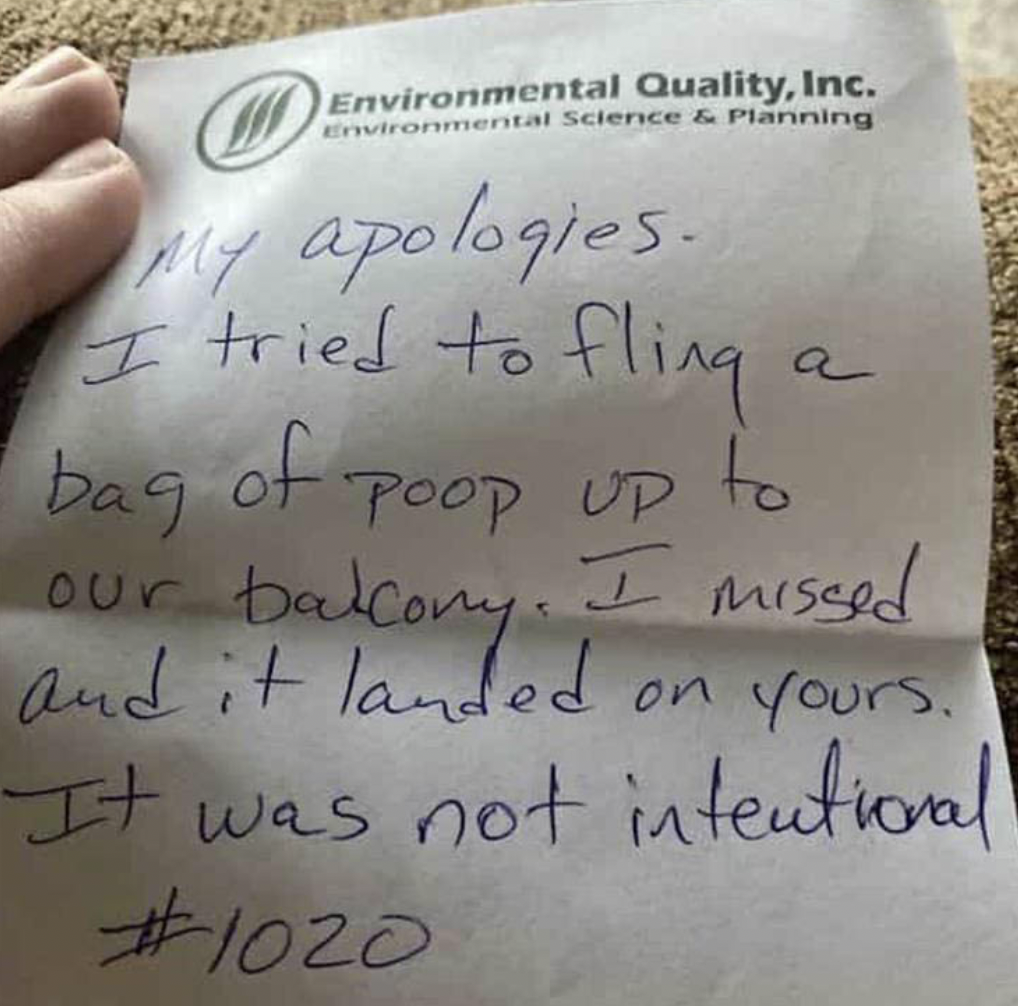 Environmental Quality, Inc.
Environmental Science & Planning
My apologies.
I tried to fling a
bag of poop up to
our balcony. I missed
and it landed on yours.
It was not intentional
#1020